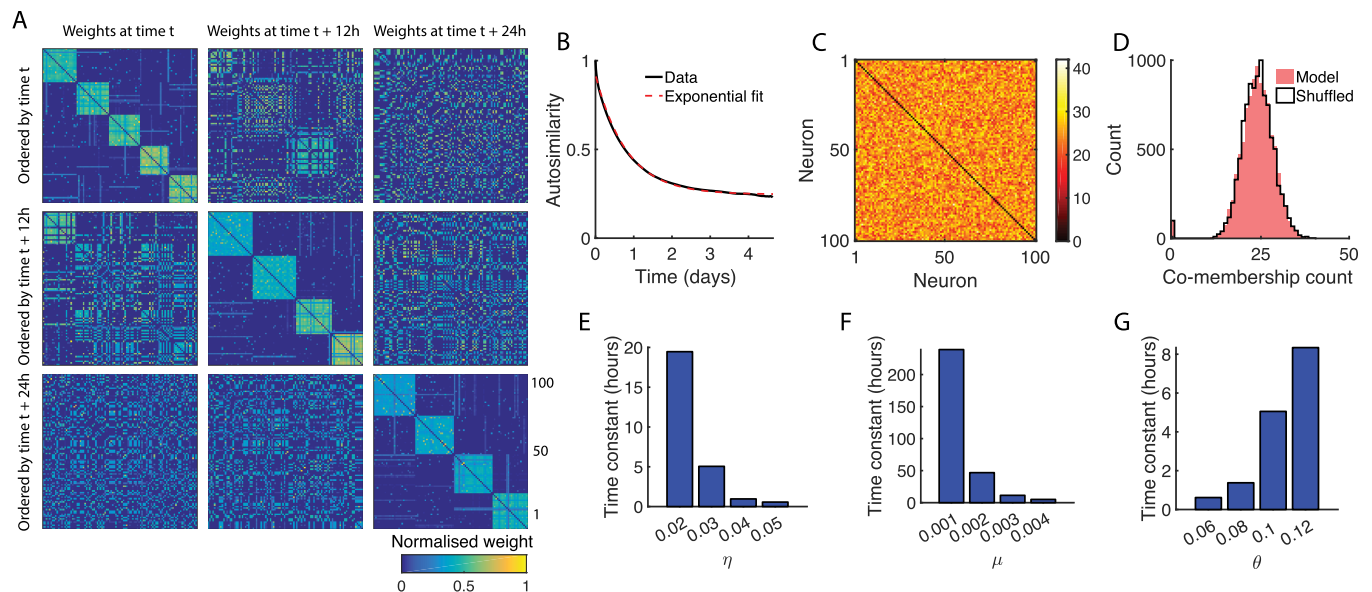 A
Weights at time t
Weights at time t + 12h
Weights at time t + 24h
Ordered by time t
Ordered by time t + 12h
Ordered by time t + 24h
100
50
1
Normalised weight
0 0.5 1
B
1
0.5
0
Autosimilarity
Data
Exponential fit
0 1 2 3 4
Time (days)
C
1
50
100
Neuron
1 50 100
Neuron
40
30
20
10
0
D
1000
500
0
Count
Model
Shuffled
0 25 50
Co-membership count
E
Time constant (hours)
20
15
10
5
0
0.02 0.03 0.04 0.05
η
F
Time constant (hours)
200
150
100
50
0
0.001 0.002 0.003 0.004
μ
G
Time constant (hours)
8
6
4
2
0
0.06 0.08 0.1 0.12
θ